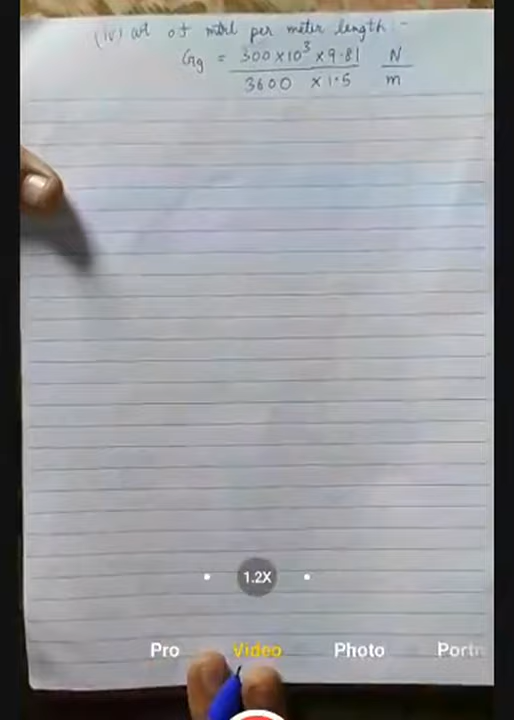 (iv) wt of mtrl per meter length -
Gg = 300×10³×9.81 N
3600 ×1.5 m
1.2X
Pro Video Photo Portr